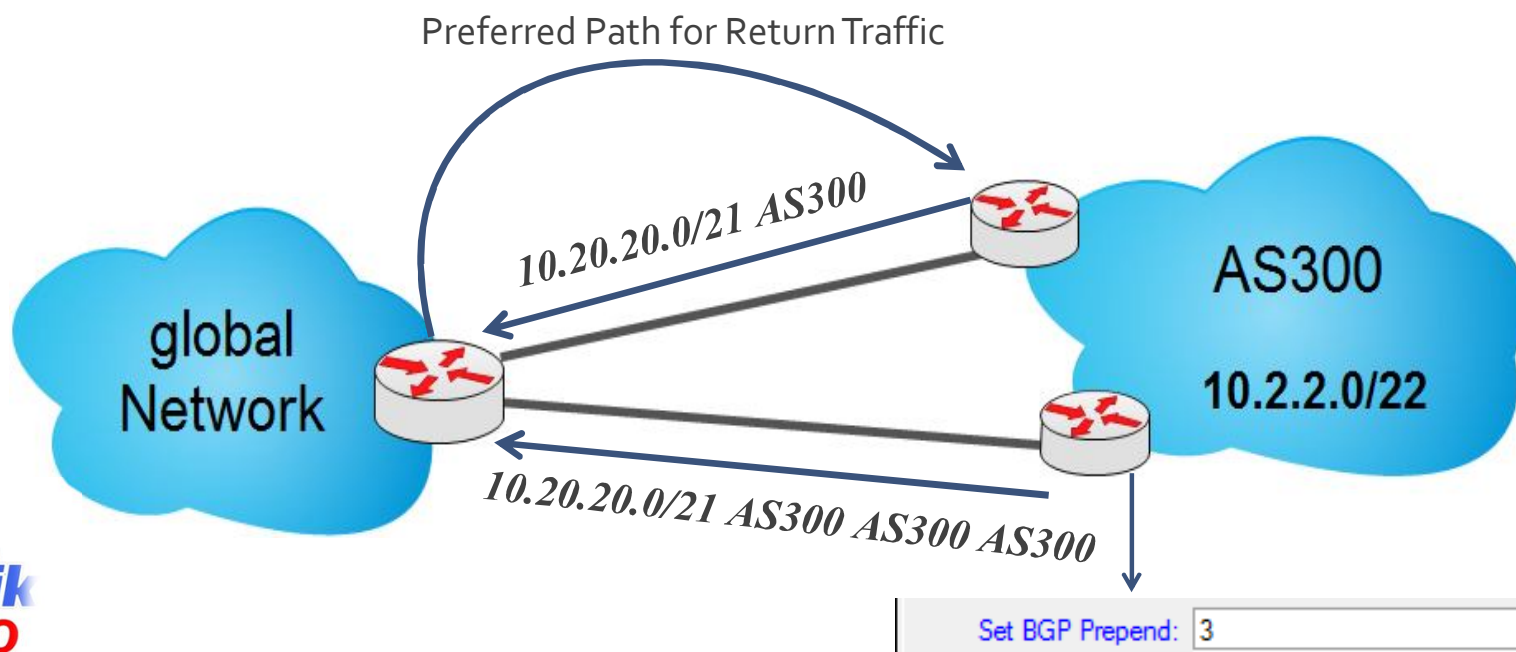 Preferred Path for Return Traffic
10.20.20.0/21 AS300
AS300
10.2.2.0/22
global
Network
10.20.20.0/21 AS300 AS300 AS300
Set BGP Prepend: 3